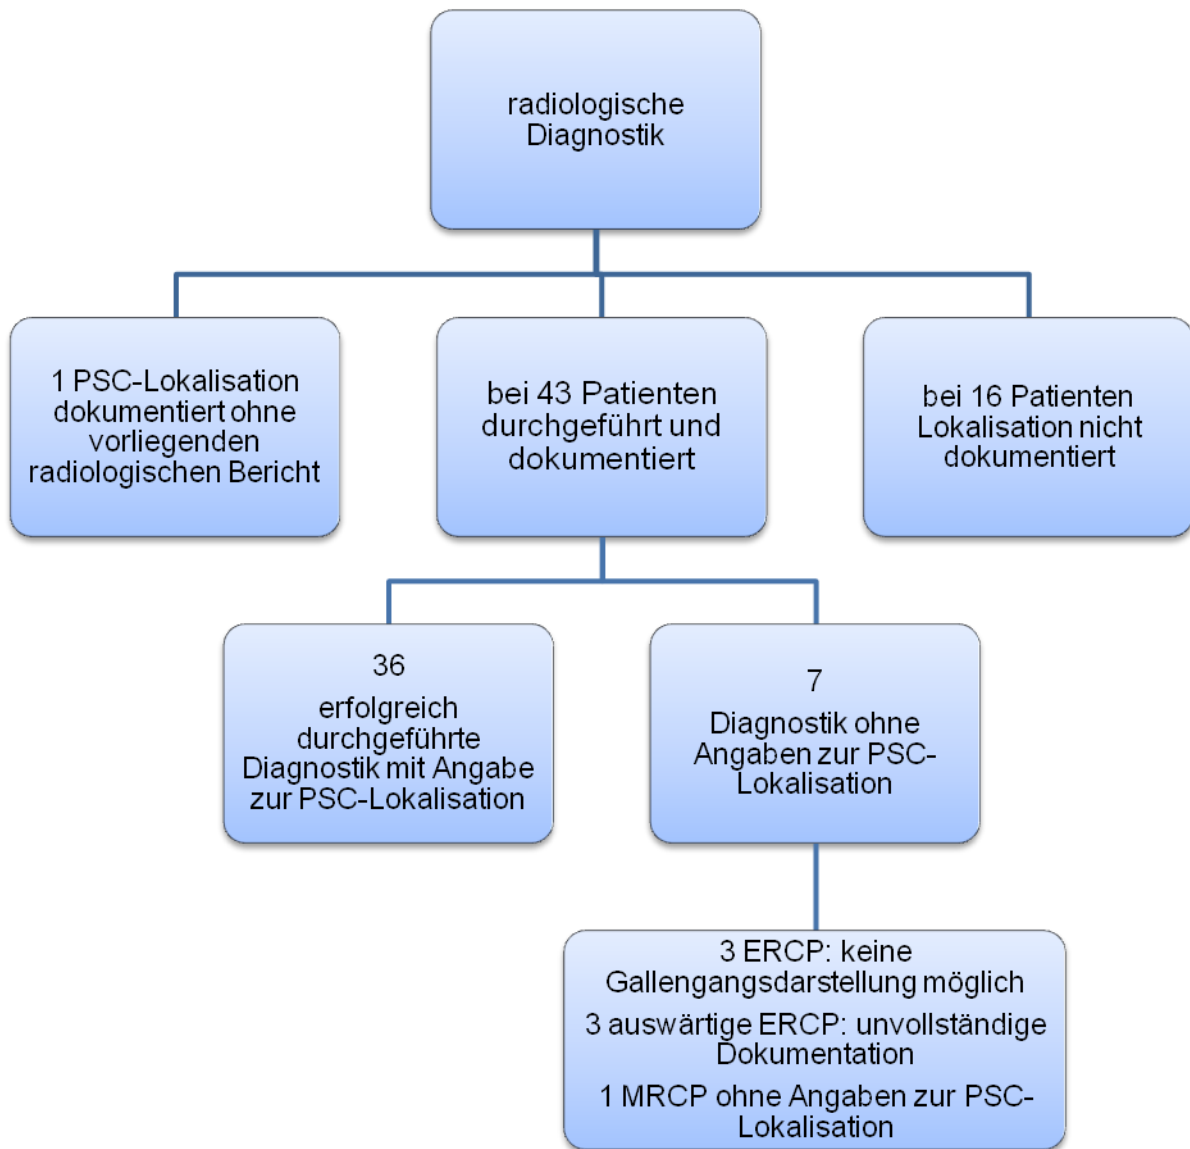 radiologische
Diagnostik
1 PSC-Lokalisation
dokumentiert ohne
vorliegenden
radiologischen Bericht
bei 43 Patienten
durchgeführt und
dokumentiert
bei 16 Patienten
Lokalisation nicht
dokumentiert
36
erfolgreich
durchgeführte
Diagnostik mit Angabe
zur PSC-Lokalisation
7
Diagnostik ohne
Angaben zur PSC-
Lokalisation
3 ERCP: keine
Gallengangsdarstellung möglich
3 auswärtige ERCP: unvollständige
Dokumentation
1 MRCP ohne Angaben zur PSC-
Lokalisation